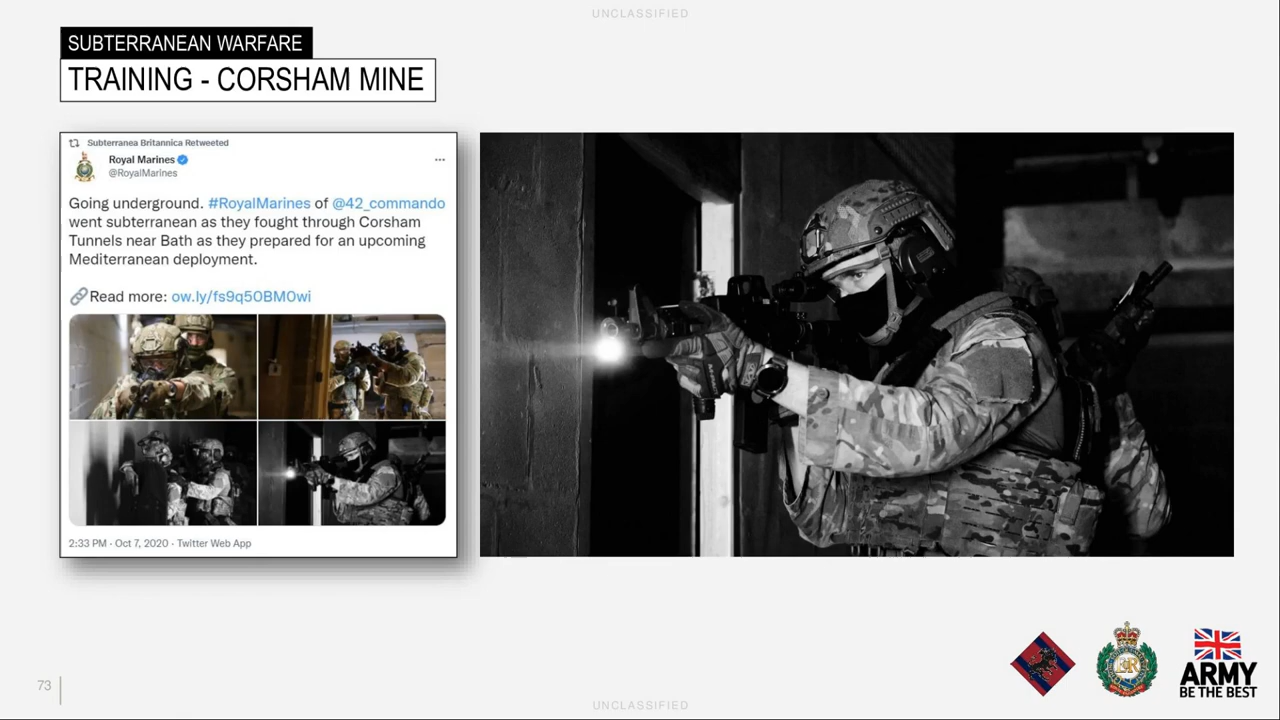 UNCLASSIFIED
SUBTERRANEAN WARFARE
TRAINING - CORSHAM MINE
Subterranea Britannica Retweeted
Royal Marines
@RoyalMarines
Going underground. #RoyalMarines of @42_commando
went subterranean as they fought through Corsham
Tunnels near Bath as they prepared for an upcoming
Mediterranean deployment.
Read more: ow.ly/fs9q50BM0wi
2:33 PM · Oct 7, 2020 · Twitter Web App
ARMY
BE THE BEST
73
UNCLASSIFIED